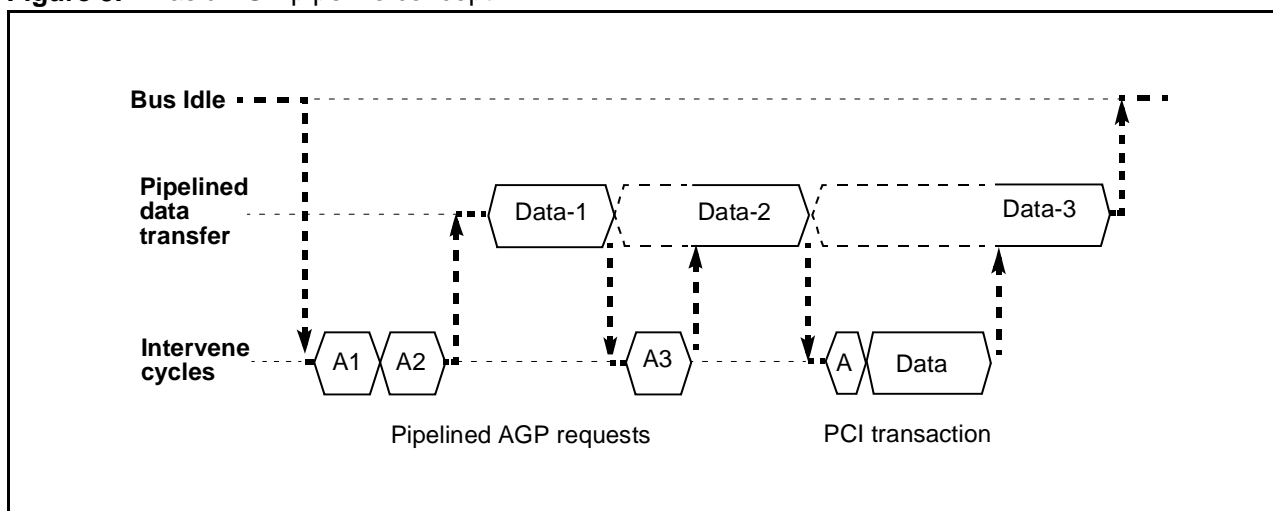 Bus Idle
Pipelined
data
transfer
Data-1
Data-2
Data-3
Intervene
cycles
A1
A2
A3
A
Data
Pipelined AGP requests
PCI transaction